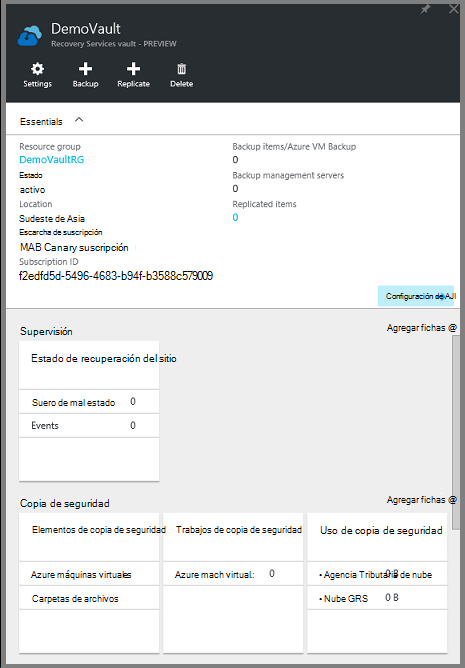 DemoVault
Recovery Services vault - PREVIEW
Settings Backup Replicate Delete
Essentials
Resource group
DemoVaultRG
Estado
activo
Location
Sudeste de Asia
Escarcha de suscripción
MAB Canary suscripción
Subscription ID
f2edfd5d-5496-4683-b94f-b3588c579009
Backup items/Azure VM Backup
0
Backup management servers
0
Replicated items
0
Configuración de AJI
Supervisión
Agregar fichas @
Estado de recuperación del sitio
Suero de mal estado 0
Events 0
Copia de seguridad
Agregar fichas @
Elementos de copia de seguridad
Azure máquinas virtuales
Carpetas de archivos
Trabajos de copia de seguridad
Azure mach virtual: 0
Uso de copia de seguridad
• Agencia Tributaria de nube 0 B
• Nube GRS 0 B